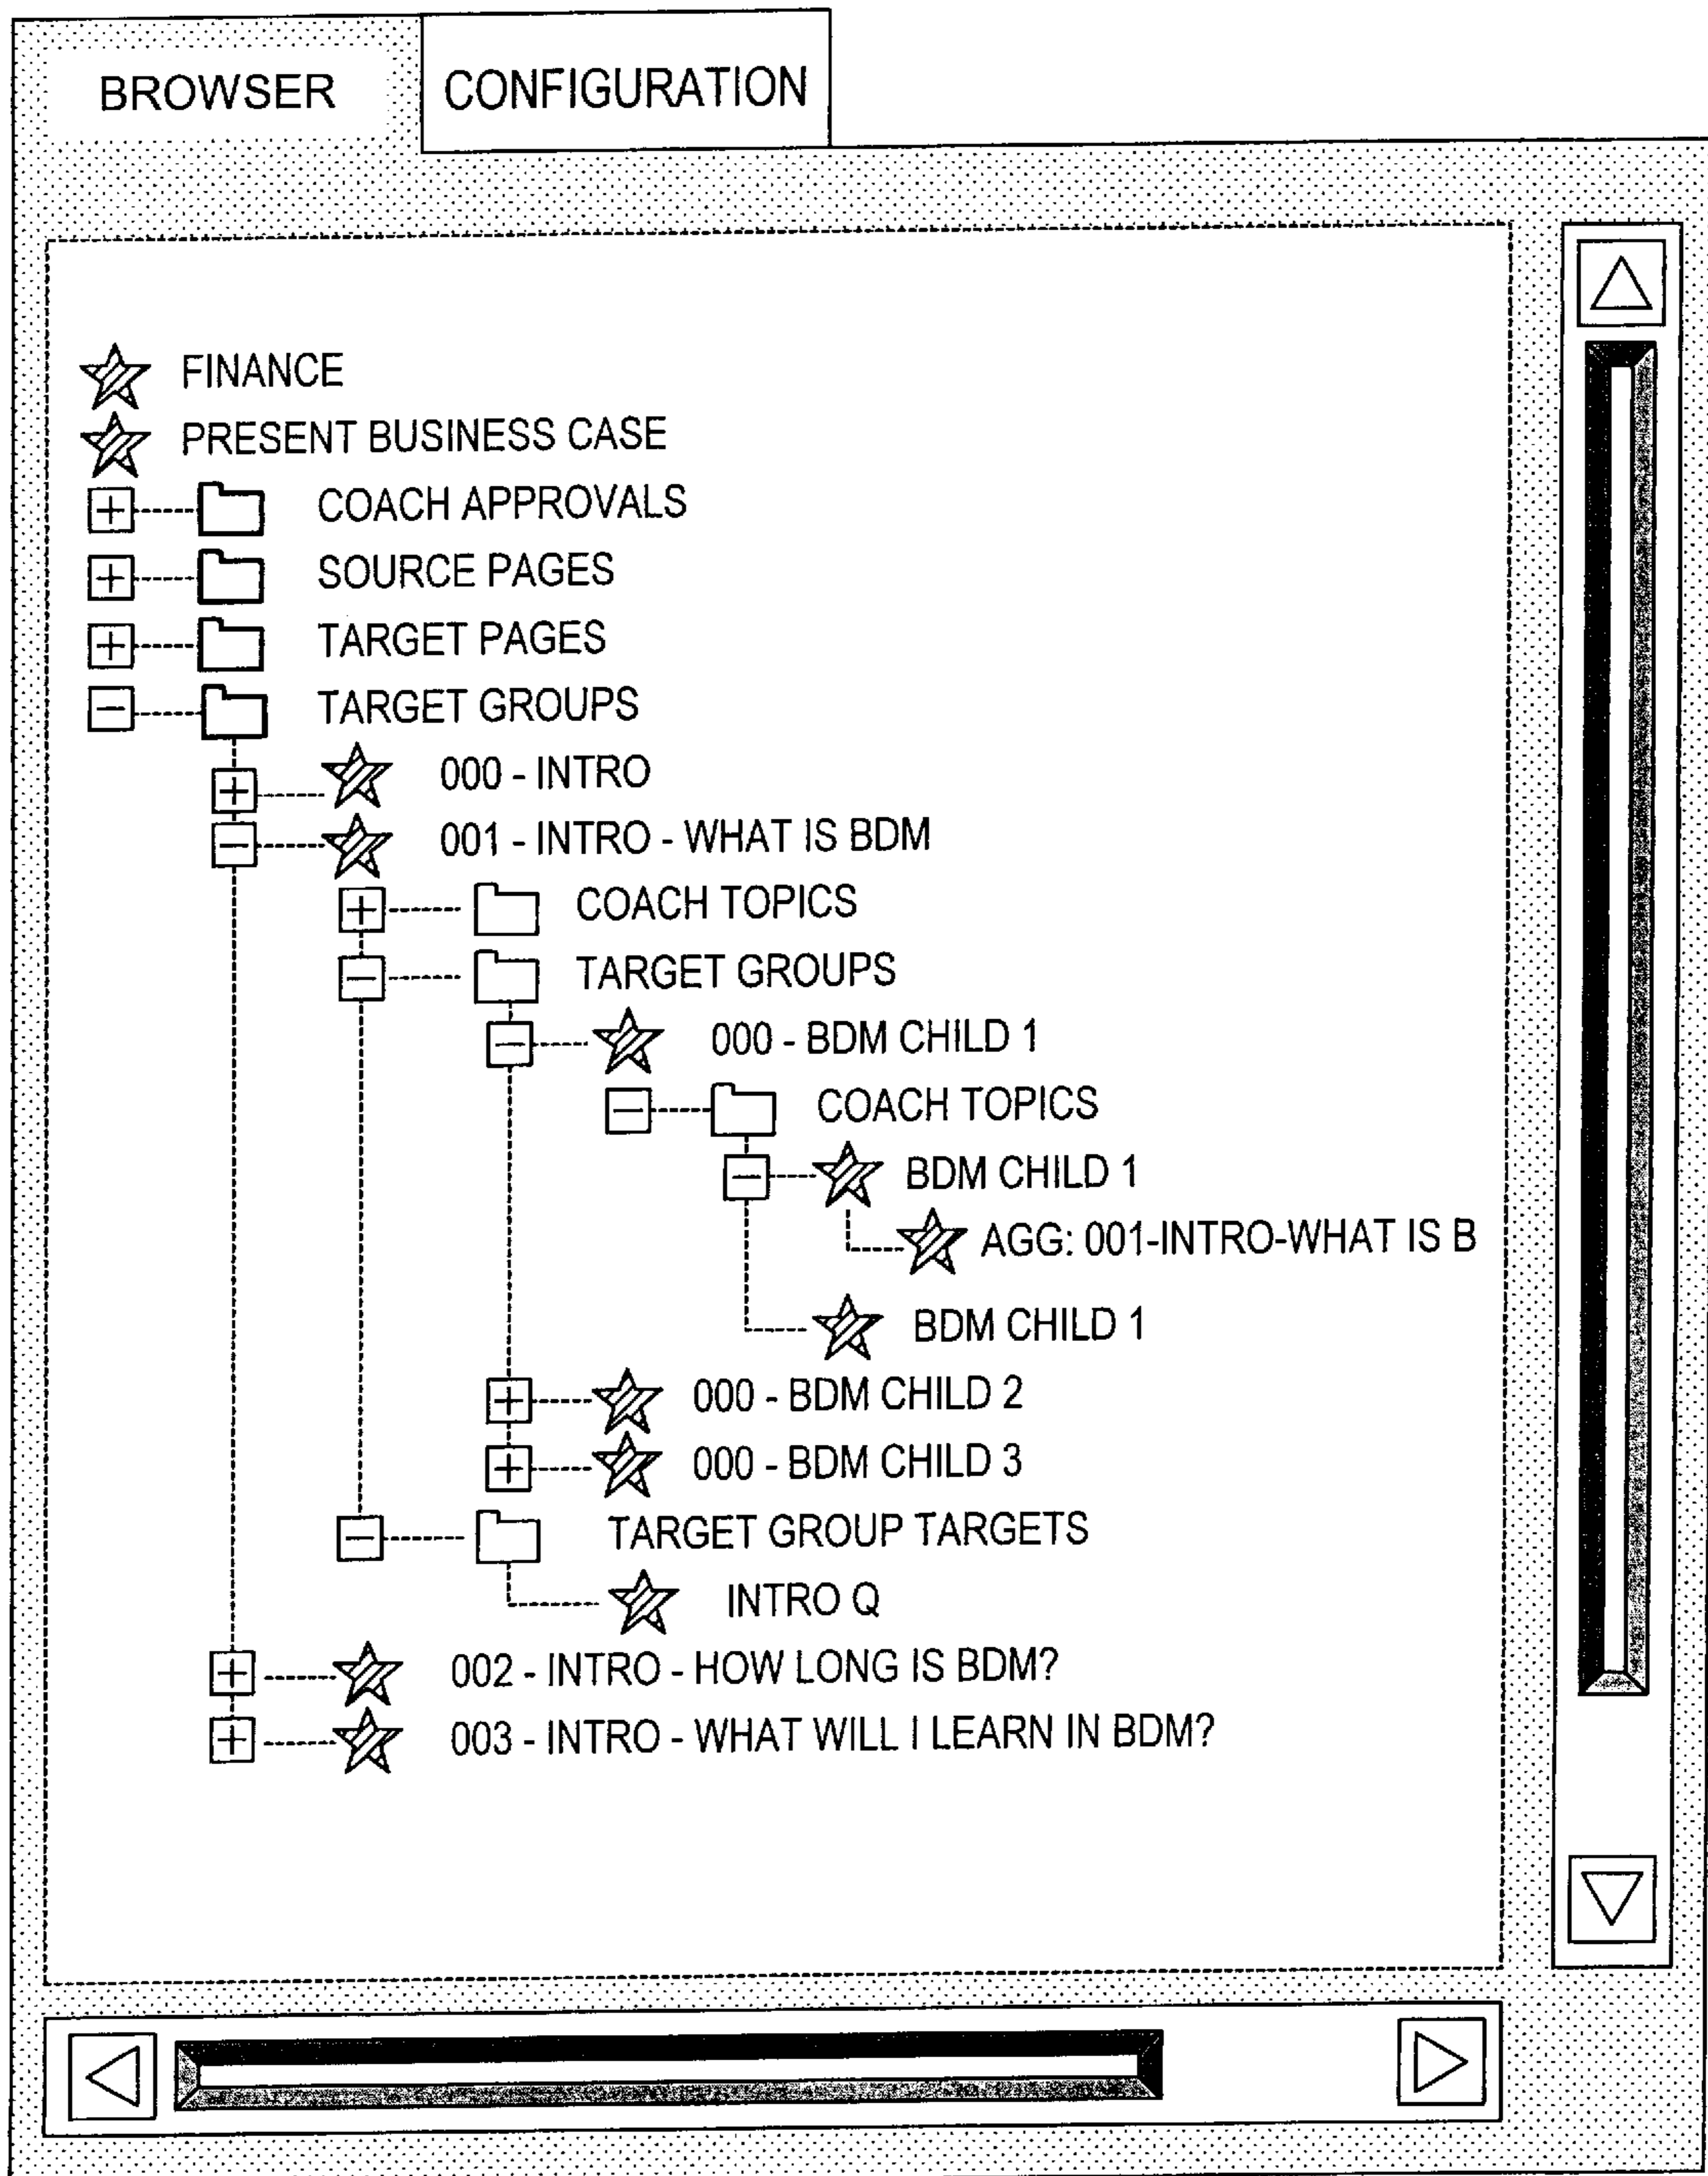 BROWSER
CONFIGURATION
FINANCE
PRESENT BUSINESS CASE
COACH APPROVALS
SOURCE PAGES
TARGET PAGES
TARGET GROUPS
000 - INTRO
001 - INTRO - WHAT IS BDM
COACH TOPICS
TARGET GROUPS
000 - BDM CHILD 1
COACH TOPICS
BDM CHILD 1
AGG: 001-INTRO-WHAT IS B
BDM CHILD 1
000 - BDM CHILD 2
000 - BDM CHILD 3
TARGET GROUP TARGETS
INTRO Q
002 - INTRO - HOW LONG IS BDM?
003 - INTRO - WHAT WILL I LEARN IN BDM?